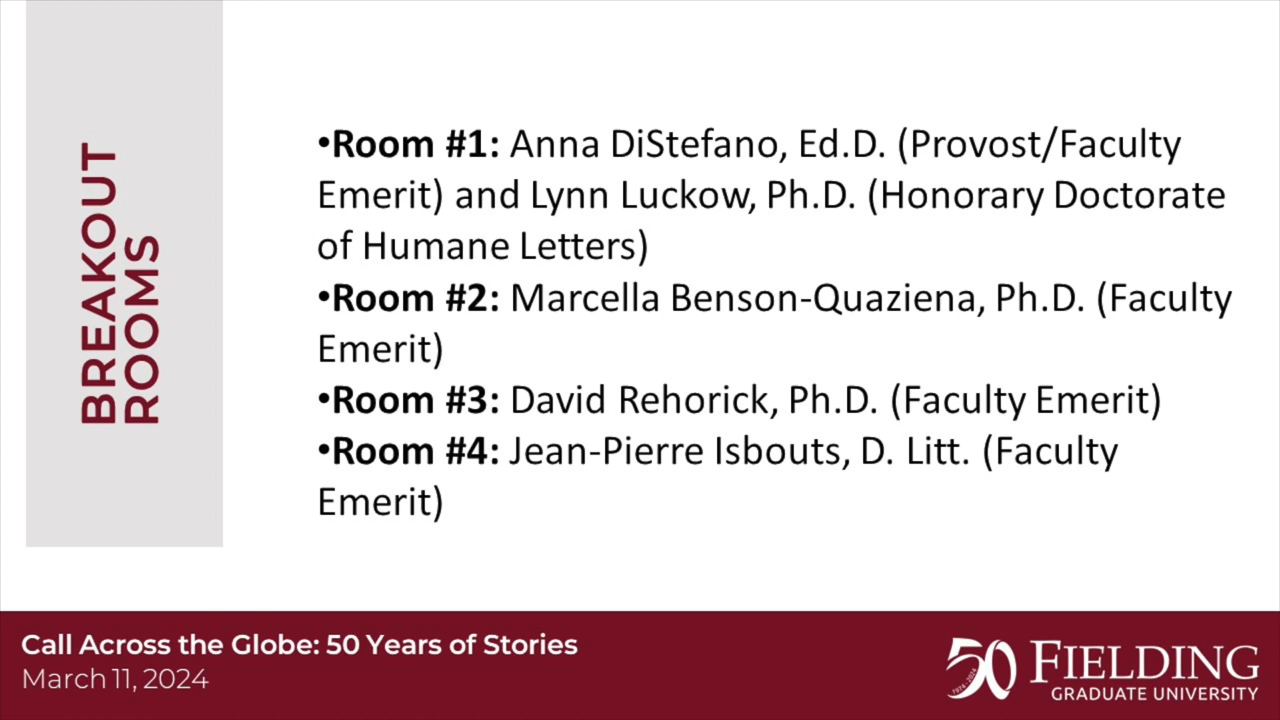 BREAKOUT
ROOMS
•Room #1: Anna DiStefano, Ed.D. (Provost/Faculty
Emerit) and Lynn Luckow, Ph.D. (Honorary Doctorate
of Humane Letters)
•Room #2: Marcella Benson-Quaziena, Ph.D. (Faculty
Emerit)
•Room #3: David Rehorick, Ph.D. (Faculty Emerit)
•Room #4: Jean-Pierre Isbouts, D. Litt. (Faculty
Emerit)
Call Across the Globe: 50 Years of Stories
March 11, 2024
50
1974 - 2024
FIELDING
GRADUATE UNIVERSITY